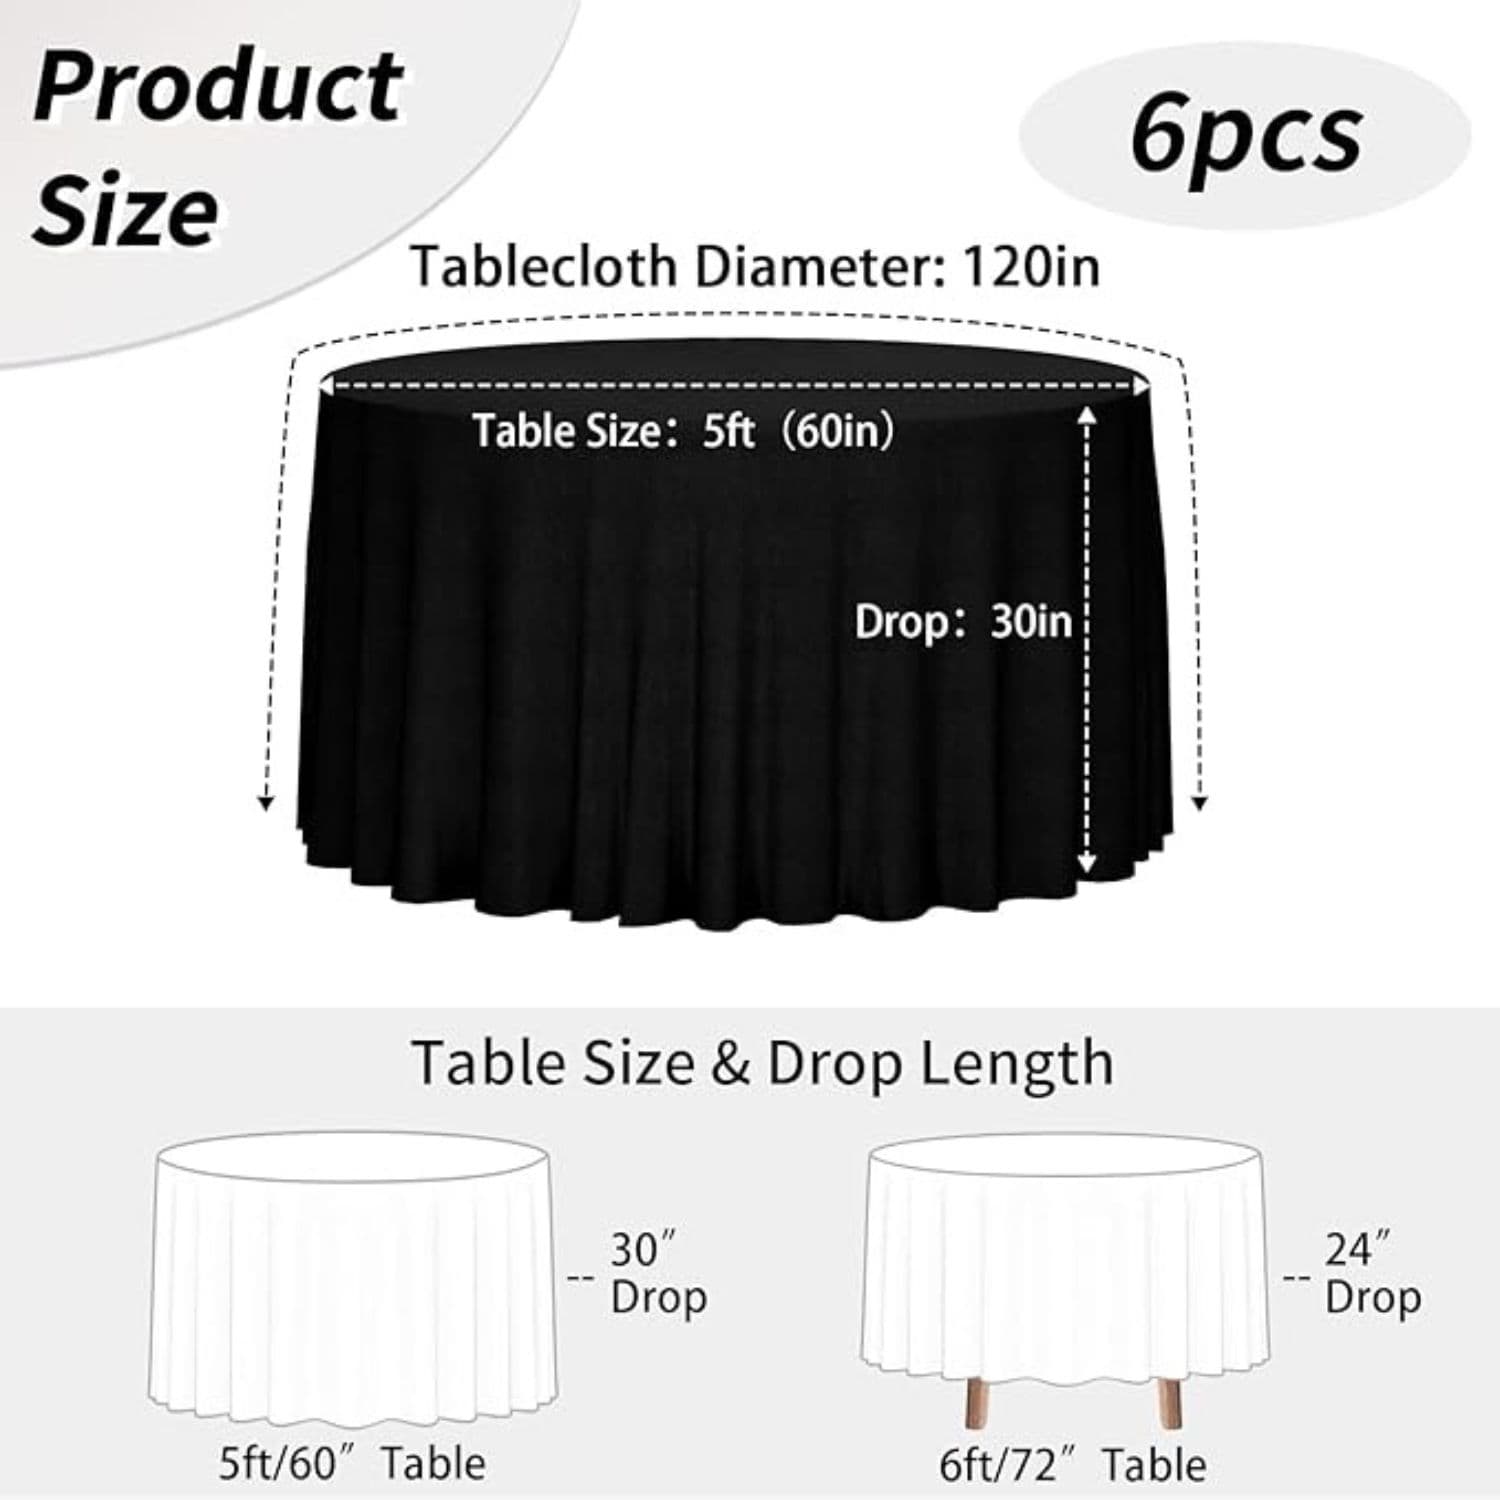 Product
Size
6pcs
Tablecloth Diameter: 120in
Table Size：5ft（60in）
Drop：30in
Table Size & Drop Length
30″
Drop
24″
Drop
5ft/60″ Table
6ft/72″ Table